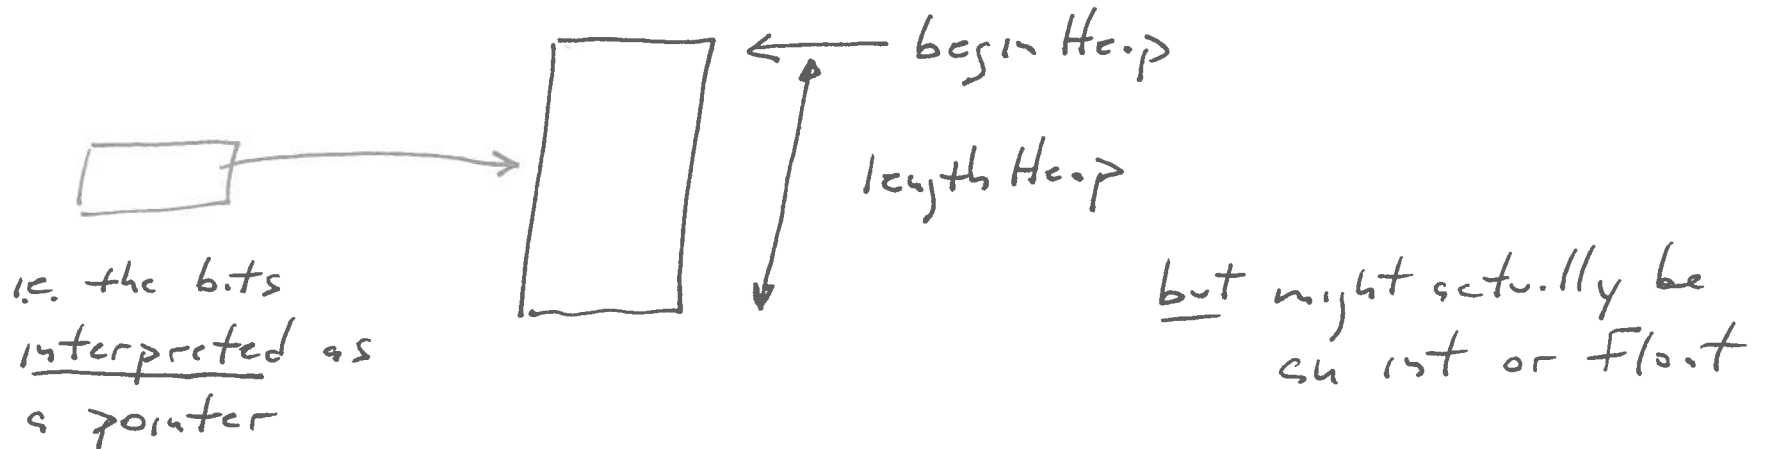 begin Heap
length Heap
i.e. the bits
interpreted as
a pointer
but might actually be
an int or float